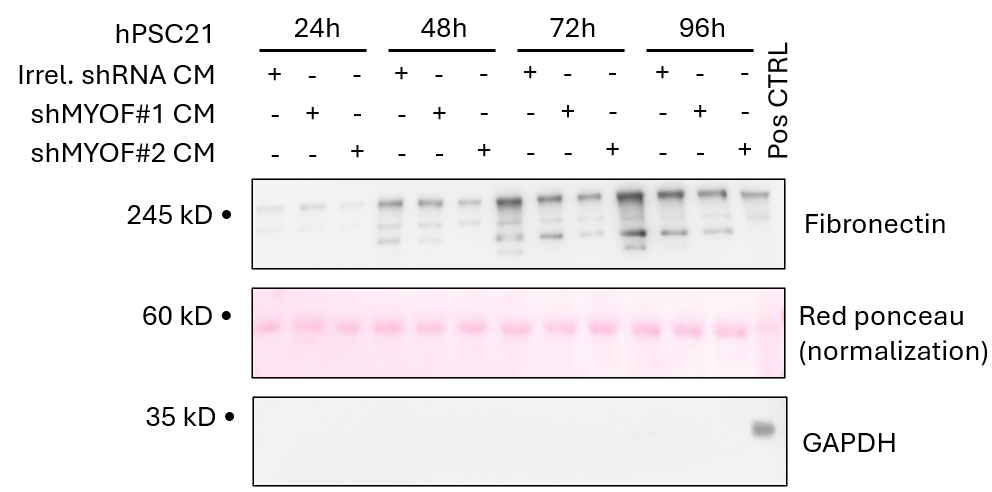 hPSC21 24h 48h 72h 96h Pos CTRL
Irrel. shRNA CM + - - + - - + - - + - -
shMYOF#1 CM - + - - + - - + - - + -
shMYOF#2 CM - - + - - + - - + - - +
245 kD • Fibronectin
60 kD • Red ponceau
(normalization)
35 kD • GAPDH